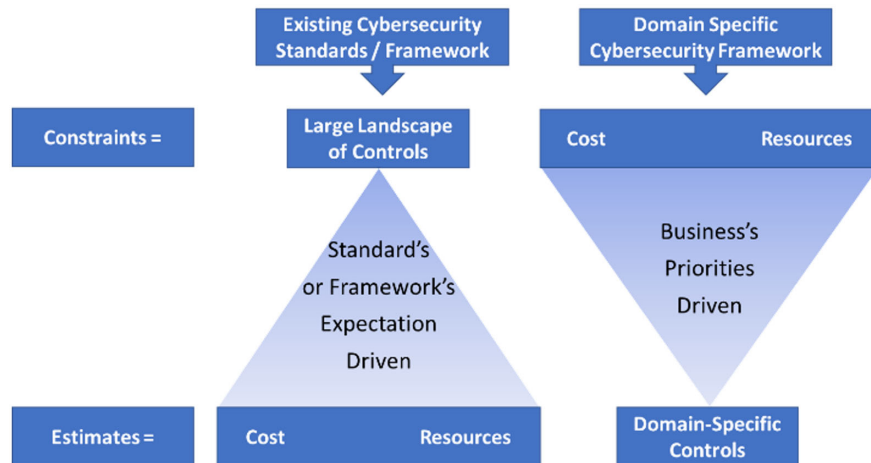 Existing Cybersecurity
Standards / Framework
Domain Specific
Cybersecurity Framework
Constraints =
Large Landscape
of Controls
Cost Resources
Standard's
or Framework's
Expectation
Driven
Business's
Priorities
Driven
Estimates =
Cost Resources
Domain-Specific
Controls